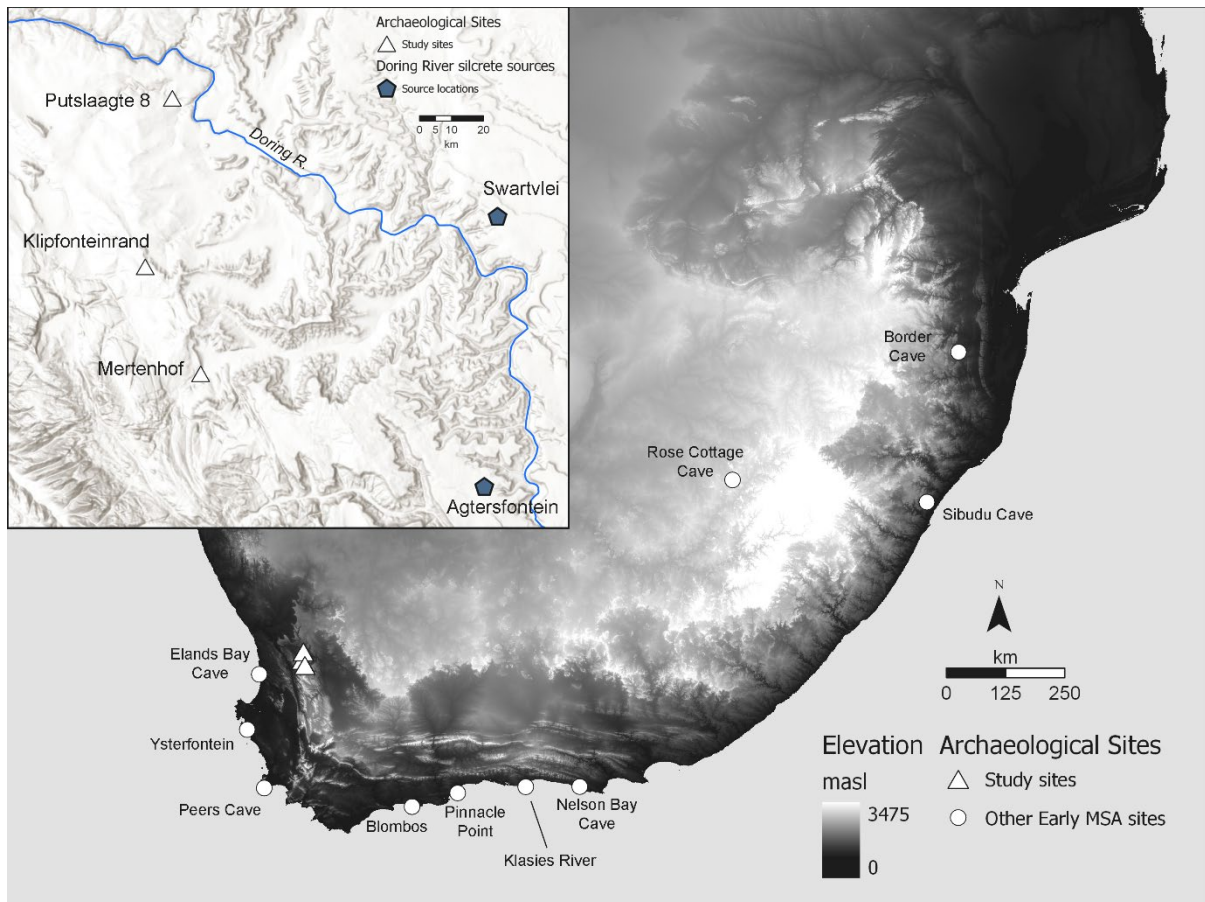 Archaeological Sites
Study sites
Doring River silcrete sources
Source locations
0 5 10 20
km
Putslaagte 8
Doring R.
Swartvlei
Klipfonteinrand
Mertenhof
Agtersfontein
Border
Cave
Rose Cottage
Cave
Sibudu Cave
N
km
0 125 250
Elands Bay
Cave
Ysterfontein
Peers Cave
Blombos
Pinnacle
Point
Klasies River
Nelson Bay
Cave
Elevation
masl
3475
0
Archaeological Sites
Study sites
Other Early MSA sites